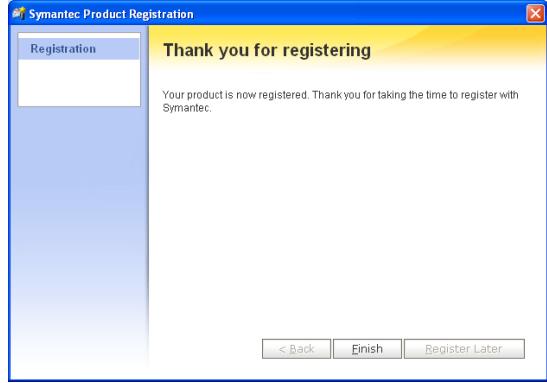 Symantec Product Registration
Registration
Thank you for registering
Your product is now registered. Thank you for taking the time to register with
Symantec.
< Back
Finish
Register Later